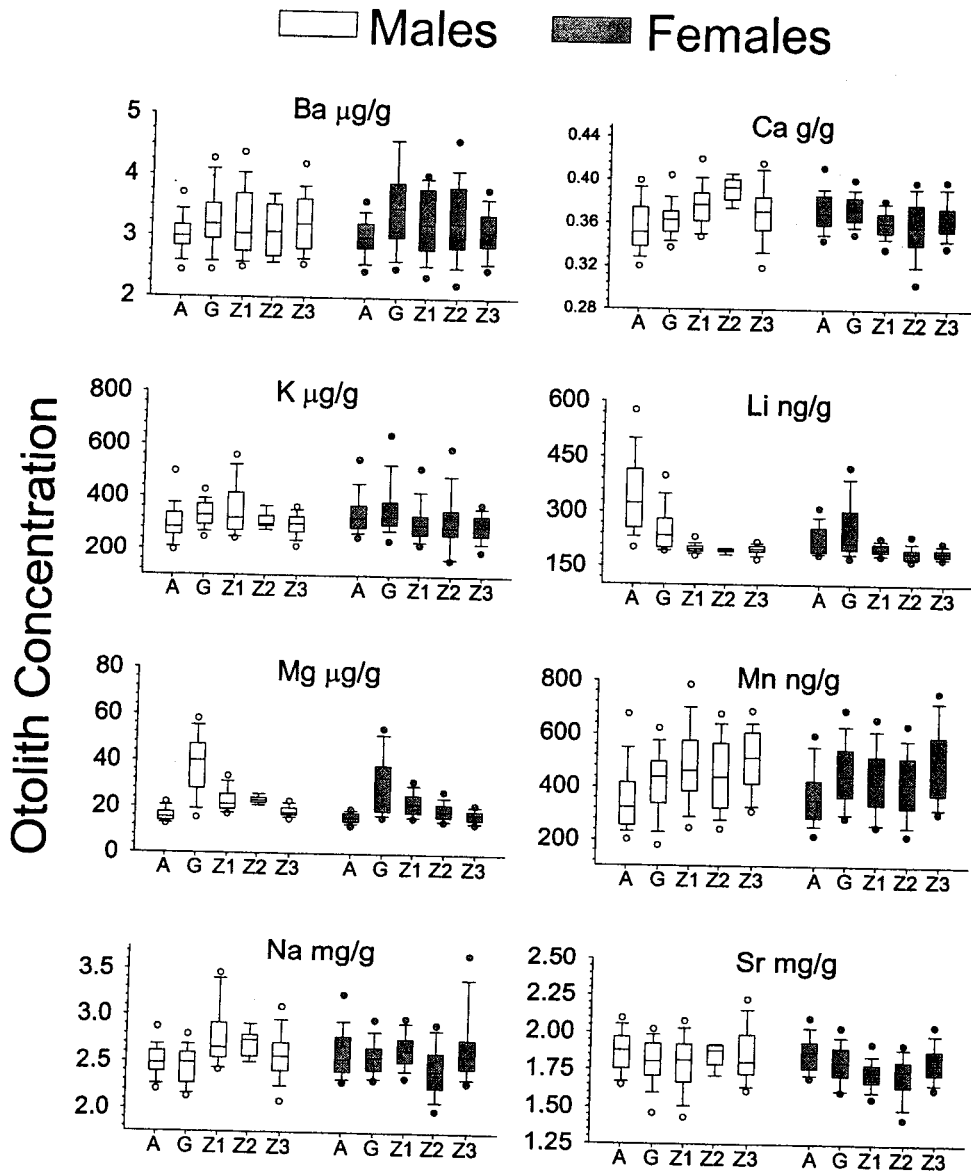 Males Females
Ba μg/g
5
4
3
2
A G Z1 Z2 Z3 A G Z1 Z2 Z3
Ca g/g
0.44
0.40
0.36
0.32
0.28
A G Z1 Z2 Z3 A G Z1 Z2 Z3
Otolith Concentration
K μg/g
800
600
400
200
A G Z1 Z2 Z3 A G Z1 Z2 Z3
Li ng/g
600
450
300
150
A G Z1 Z2 Z3 A G Z1 Z2 Z3
Mg μg/g
80
60
40
20
0
A G Z1 Z2 Z3 A G Z1 Z2 Z3
Mn ng/g
800
600
400
200
A G Z1 Z2 Z3 A G Z1 Z2 Z3
Na mg/g
3.5
3.0
2.5
2.0
A G Z1 Z2 Z3 A G Z1 Z2 Z3
Sr mg/g
2.50
2.25
2.00
1.75
1.50
1.25
A G Z1 Z2 Z3 A G Z1 Z2 Z3